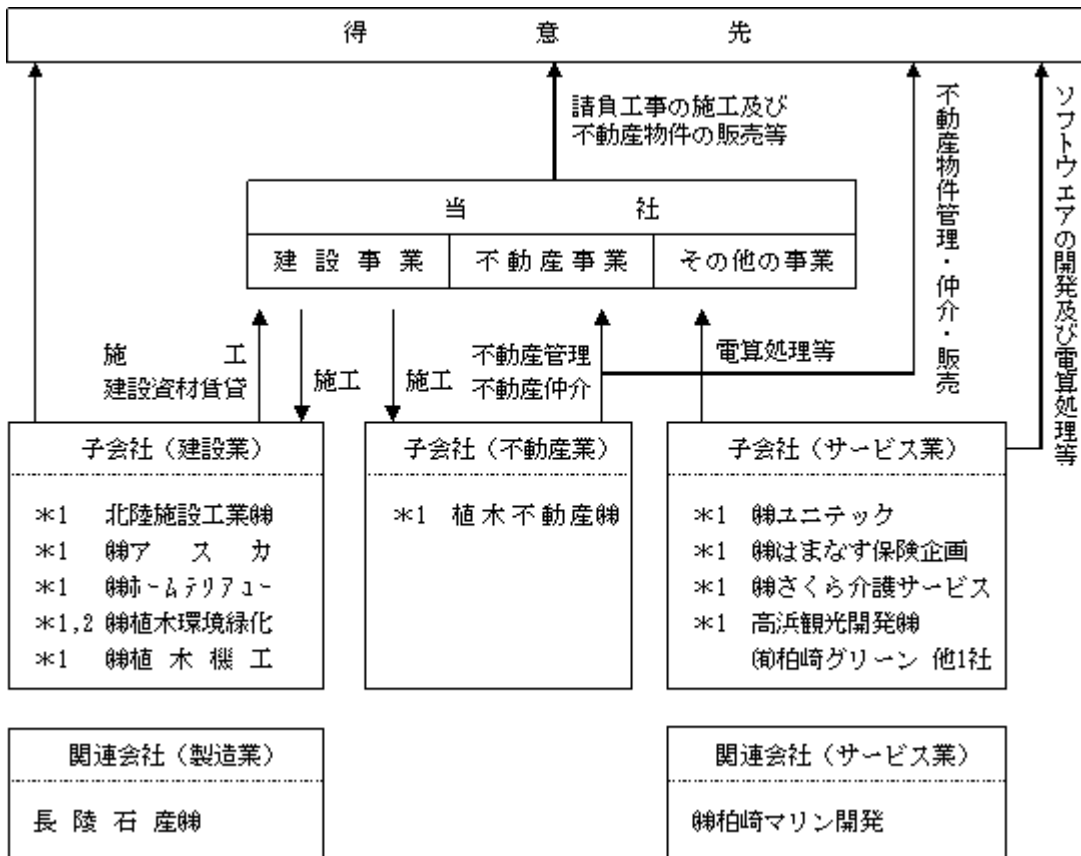 得意先
請負工事の施工及び
不動産物件の販売等
不動産物件管理・仲介・販売
ソフトウエアの開発及び電算処理等
当社
建設事業 不動産事業 その他の事業
施工
建設資材賃貸
施工
施工
不動産管理
不動産仲介
電算処理等
子会社（建設業）
*1 北陸施設工業㈱
*1 ㈱アスカ
*1 ㈱ホームテリアユー
*1,2 ㈱植木環境緑化
*1 ㈱植木機工
子会社（不動産業）
*1 植木不動産㈱
子会社（サービス業）
*1 ㈱ユニテック
*1 ㈱はまなす保険企画
*1 ㈱さくら介護サービス
*1 高浜観光開発㈱
㈲柏崎グリーン 他1社
関連会社（製造業）
長陵石産㈱
関連会社（サービス業）
㈱柏崎マリン開発